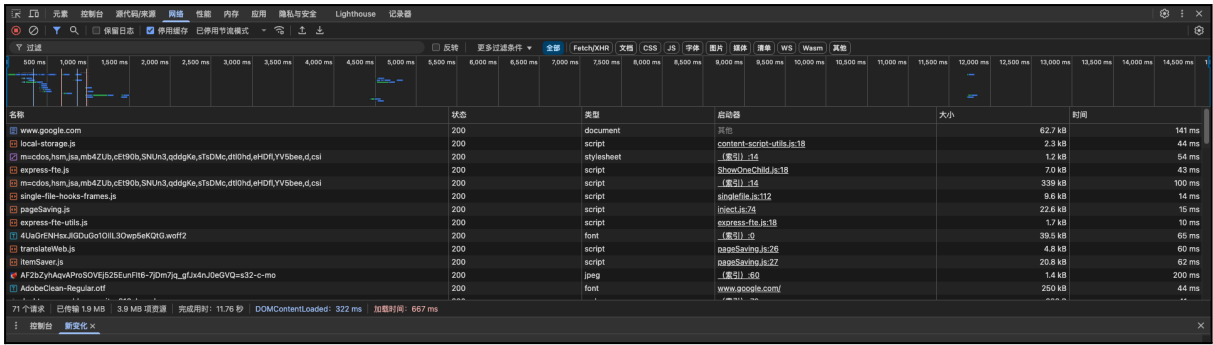 元素 控制台 源代码/来源 网络 性能 内存 应用 隐私与安全 Lighthouse 记录器
保留日志 停用缓存 已停用节流模式
过滤 反转 更多过滤条件 全部 Fetch/XHR 文档 CSS JS 字体 图片 媒体 清单 WS Wasm 其他
500 ms 1,000 ms 1,500 ms 2,000 ms 2,500 ms 3,000 ms 3,500 ms 4,000 ms 4,500 ms 5,000 ms 5,500 ms 6,000 ms 6,500 ms 7,000 ms 7,500 ms 8,000 ms 8,500 ms 9,000 ms 9,500 ms 10,000 ms 10,500 ms 11,000 ms 11,500 ms 12,000 ms 12,500 ms 13,000 ms 13,500 ms 14,000 ms 14,500 ms
名称 状态 类型 启动器 大小 时间
www.google.com 200 document 其他 62.7 kB 141 ms
local-storage.js 200 script content-script-utils.js:18 2.3 kB 44 ms
m=cdos,hsm,jsa,mb4ZUb,cEt90b,SNUn3,qddgKe,sTsDMc,dtl0hd,eHDfl,YV5bee,d,csi 200 stylesheet （索引）:14 1.2 kB 54 ms
express-fte.js 200 script ShowOneChild.js:18 7.0 kB 43 ms
m=cdos,hsm,jsa,mb4ZUb,cEt90b,SNUn3,qddgKe,sTsDMc,dtl0hd,eHDfl,YV5bee,d,csi 200 script （索引）:14 339 kB 100 ms
single-file-hooks-frames.js 200 script singlefile.js:112 9.6 kB 14 ms
pageSaving.js 200 script inject.js:74 22.6 kB 15 ms
express-fte-utils.js 200 script express-fte.js:18 1.7 kB 10 ms
4UaGrENHsxJlGDuGo1OIlL3Owp5eKQtG.woff2 200 font （索引）:0 39.5 kB 65 ms
translateWeb.js 200 script pageSaving.js:26 4.8 kB 60 ms
itemSaver.js 200 script pageSaving.js:27 20.8 kB 62 ms
AF2bZyhAqvAProSOVEj525EunFIt6-7jDm7jq_gfJx4nJ0eGVQ=s32-c-mo 200 jpeg （索引）:60 1.4 kB 200 ms
AdobeClean-Regular.otf 200 font www.google.com/ 250 kB 44 ms
71 个请求 已传输 1.9 MB 3.9 MB 项资源 完成用时：11.76 秒 DOMContentLoaded：322 ms 加载时间：667 ms
控制台 新变化